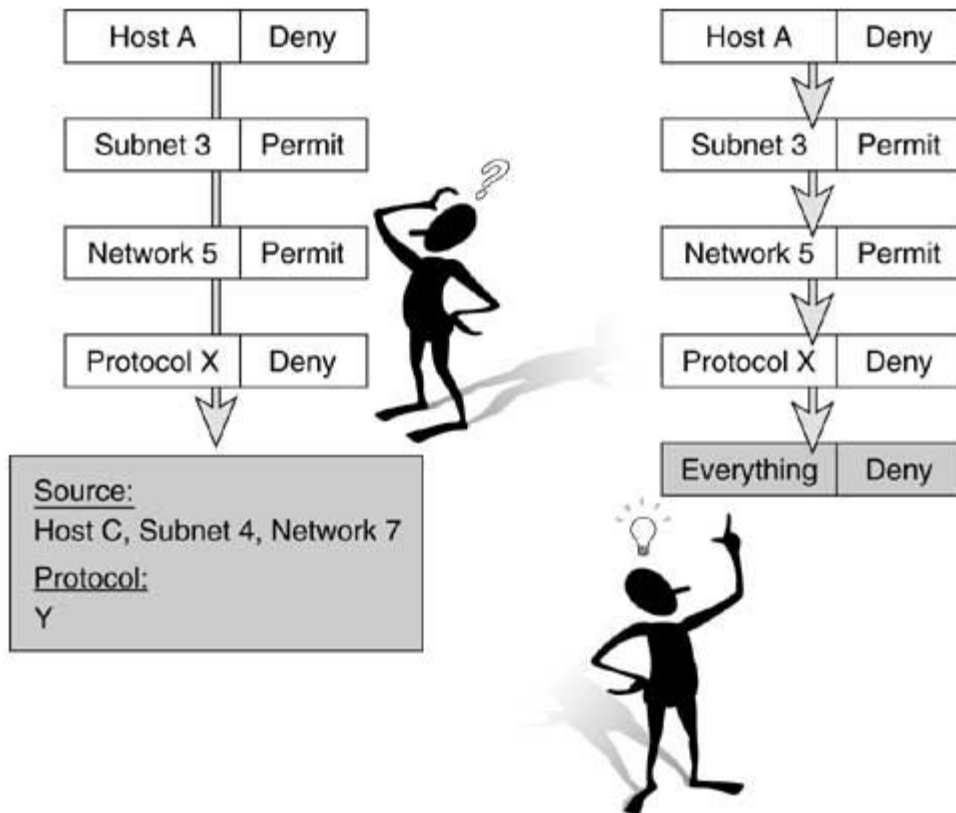 Host A Deny
Subnet 3 Permit
Network 5 Permit
Protocol X Deny
Source:
Host C, Subnet 4, Network 7
Protocol:
Y
?
Host A Deny
Subnet 3 Permit
Network 5 Permit
Protocol X Deny
Everything Deny